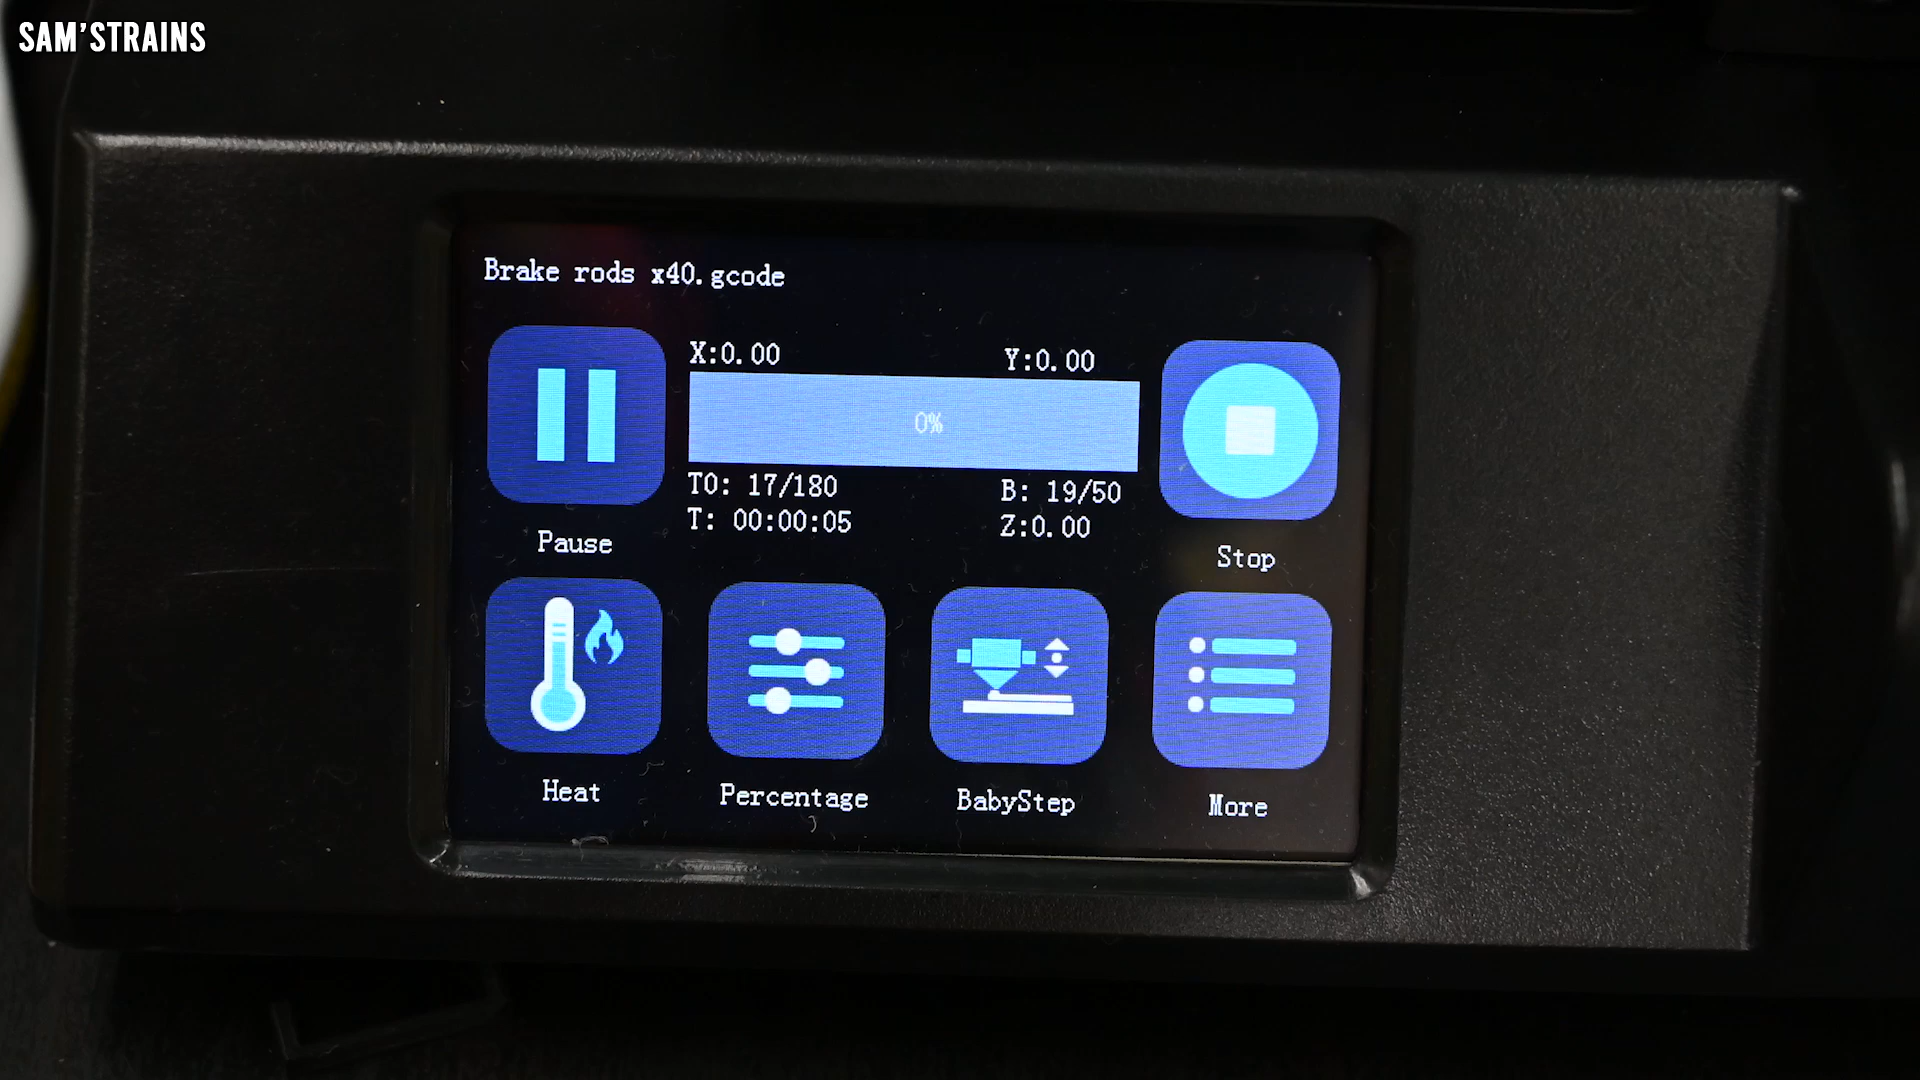 SAM'STRAINS
Brake rods x40.gcode
X:0.00 Y:0.00
0%
T0: 17/180 B: 19/50
T: 00:00:05 Z:0.00
Pause Stop
Heat Percentage BabyStep More